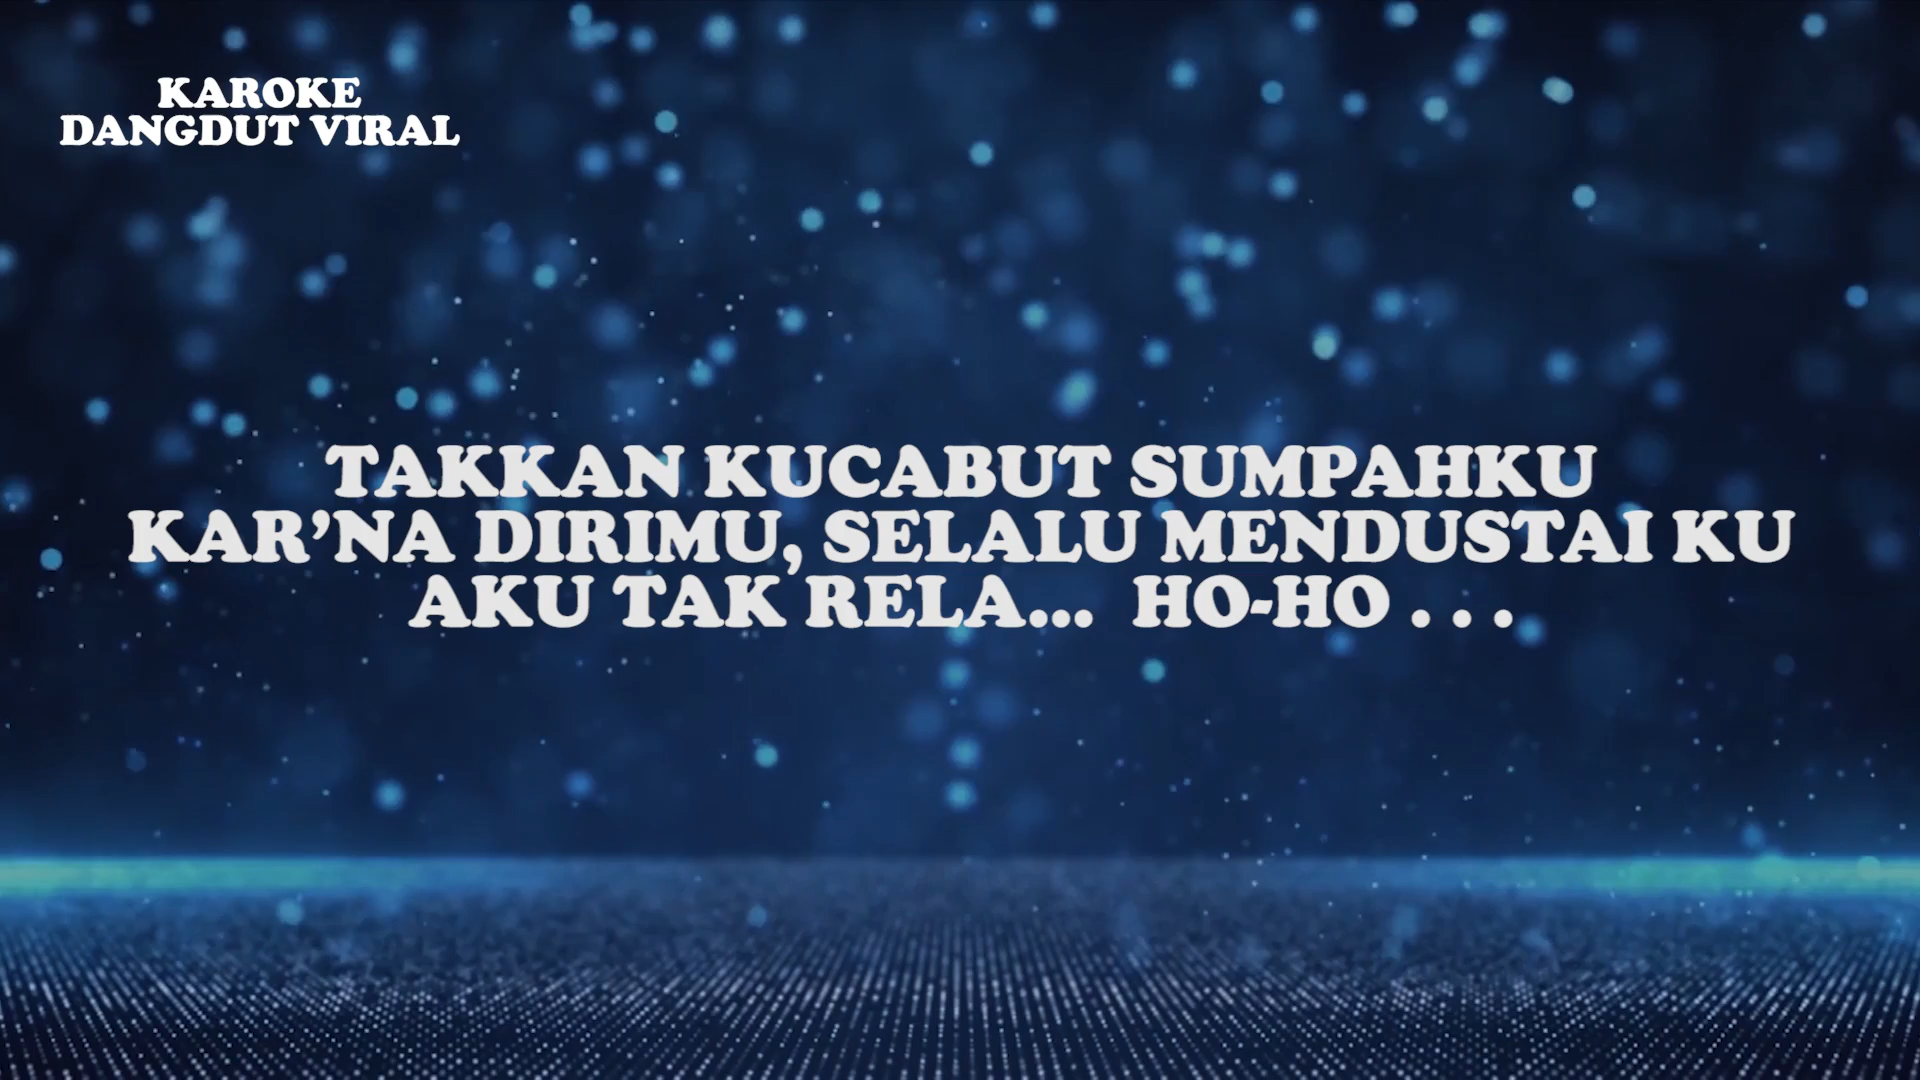 KAROKE
DANGDUT VIRAL
TAKKAN KUCABUT SUMPAHKU
KAR’NA DIRIMU, SELALU MENDUSTAI KU
AKU TAK RELA... HO-HO . . .